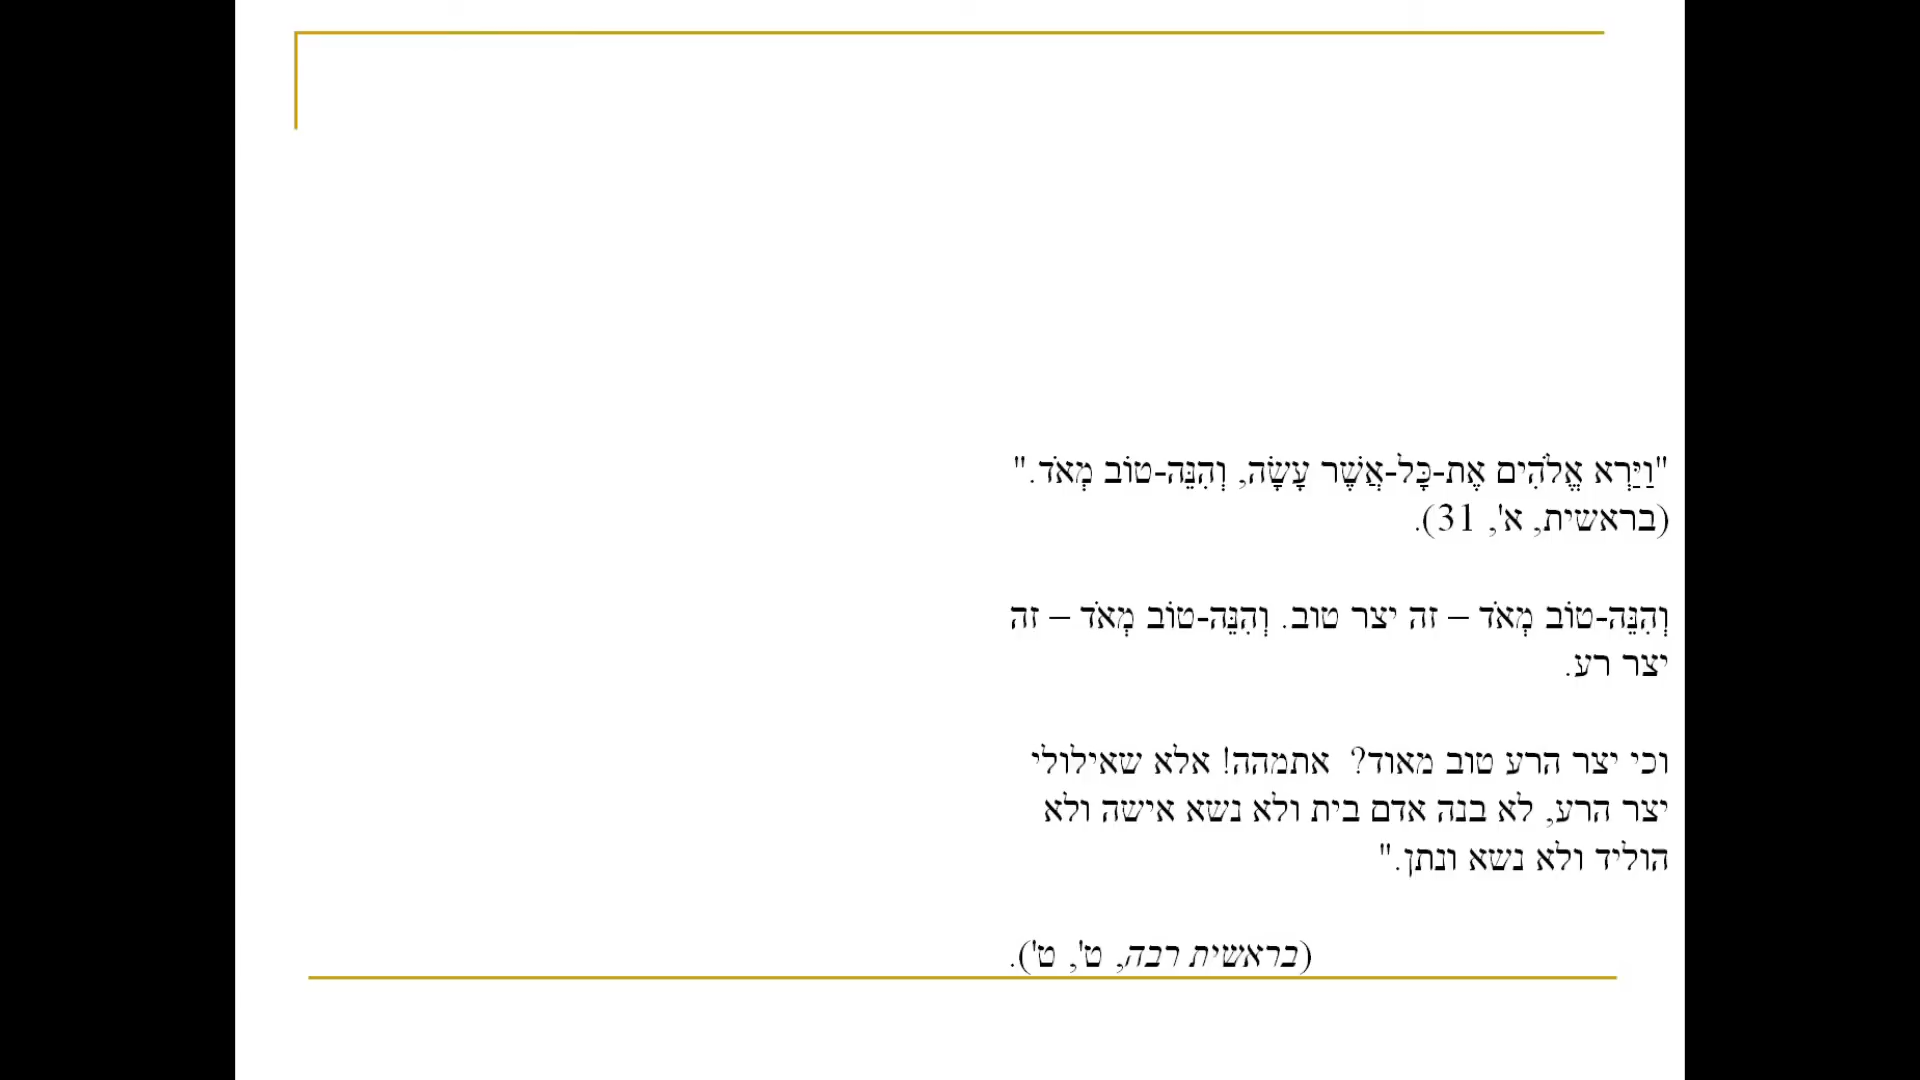 "וַיַּרְא אֱלֹהִים אֶת-כָּל-אֲשֶׁר עָשָׂה, וְהִנֵּה-טוֹב מְאֹד."
(בראשית, א', 31).
וְהִנֵּה-טוֹב מְאֹד – זה יצר טוב. וְהִנֵּה-טוֹב מְאֹד – זה
יצר רע.
וכי יצר הרע טוב מאוד? אתמהה! אלא שאילולי
יצר הרע, לא בנה אדם בית ולא נשא אישה ולא
הוליד ולא נשא ונתן."
(בראשית רבה, ט', ט').